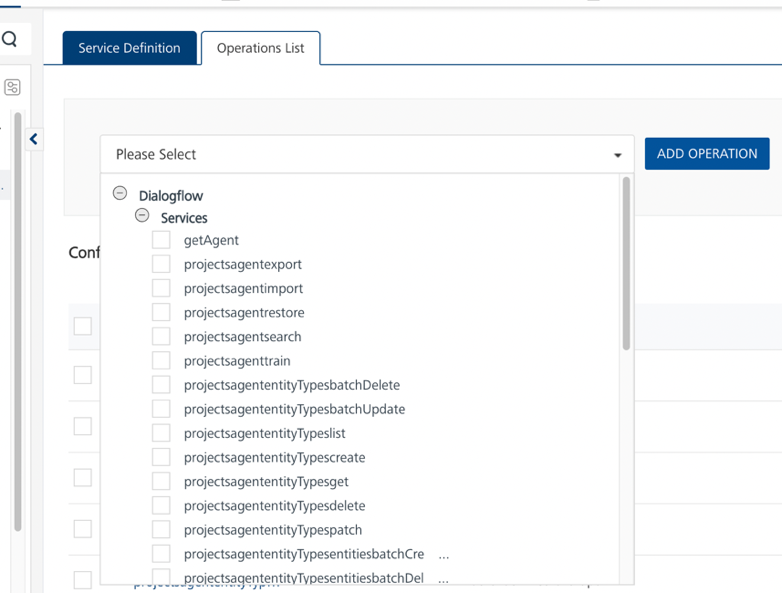 Service Definition
Operations List
Please Select
ADD OPERATION
Dialogflow
Services
getAgent
Conf
projectsagentexport
projectsagentimport
projectsagentrestore
projectsagentsearch
projectsagenttrain
projectsagententityTypesbatchDelete
projectsagententityTypesbatchUpdate
projectsagententityTypeslist
projectsagententityTypescreate
projectsagententityTypesget
projectsagententityTypesdelete
projectsagententityTypespatch
projectsagententityTypesentitiesbatchCre ...
projectsagententityTypesentitiesbatchDel ...